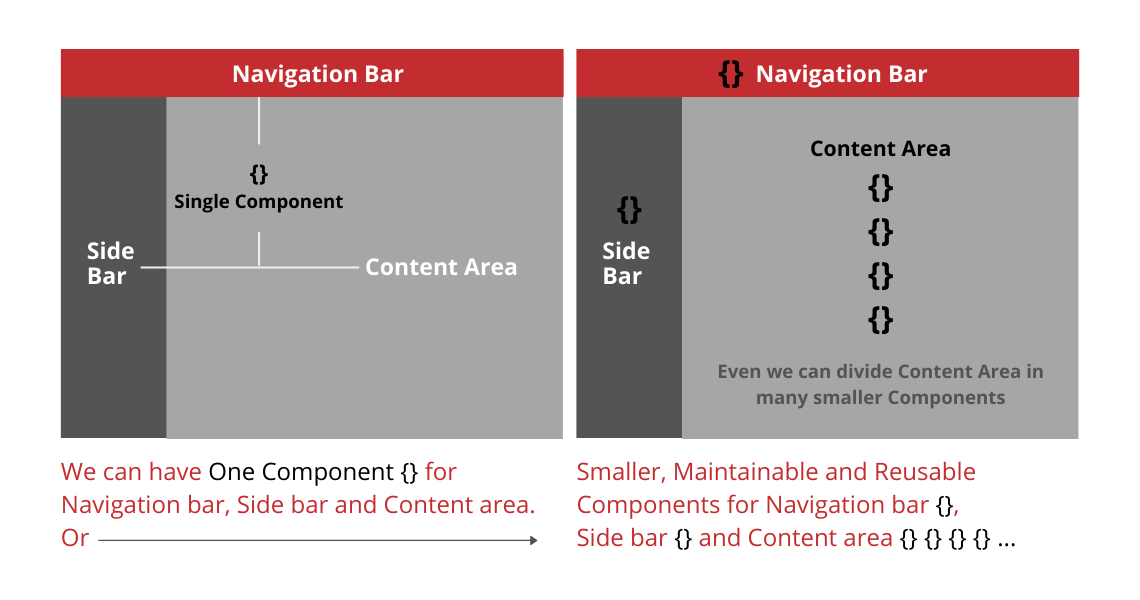 Navigation Bar
{}
Single Component
Side
Bar
Content Area
We can have One Component {} for
Navigation bar, Side bar and Content area.
Or
{} Navigation Bar
{}
Side
Bar
Content Area
{}
{}
{}
{}
Even we can divide Content Area in
many smaller Components
Smaller, Maintainable and Reusable
Components for Navigation bar {},
Side bar {} and Content area {} {} {} {} ...